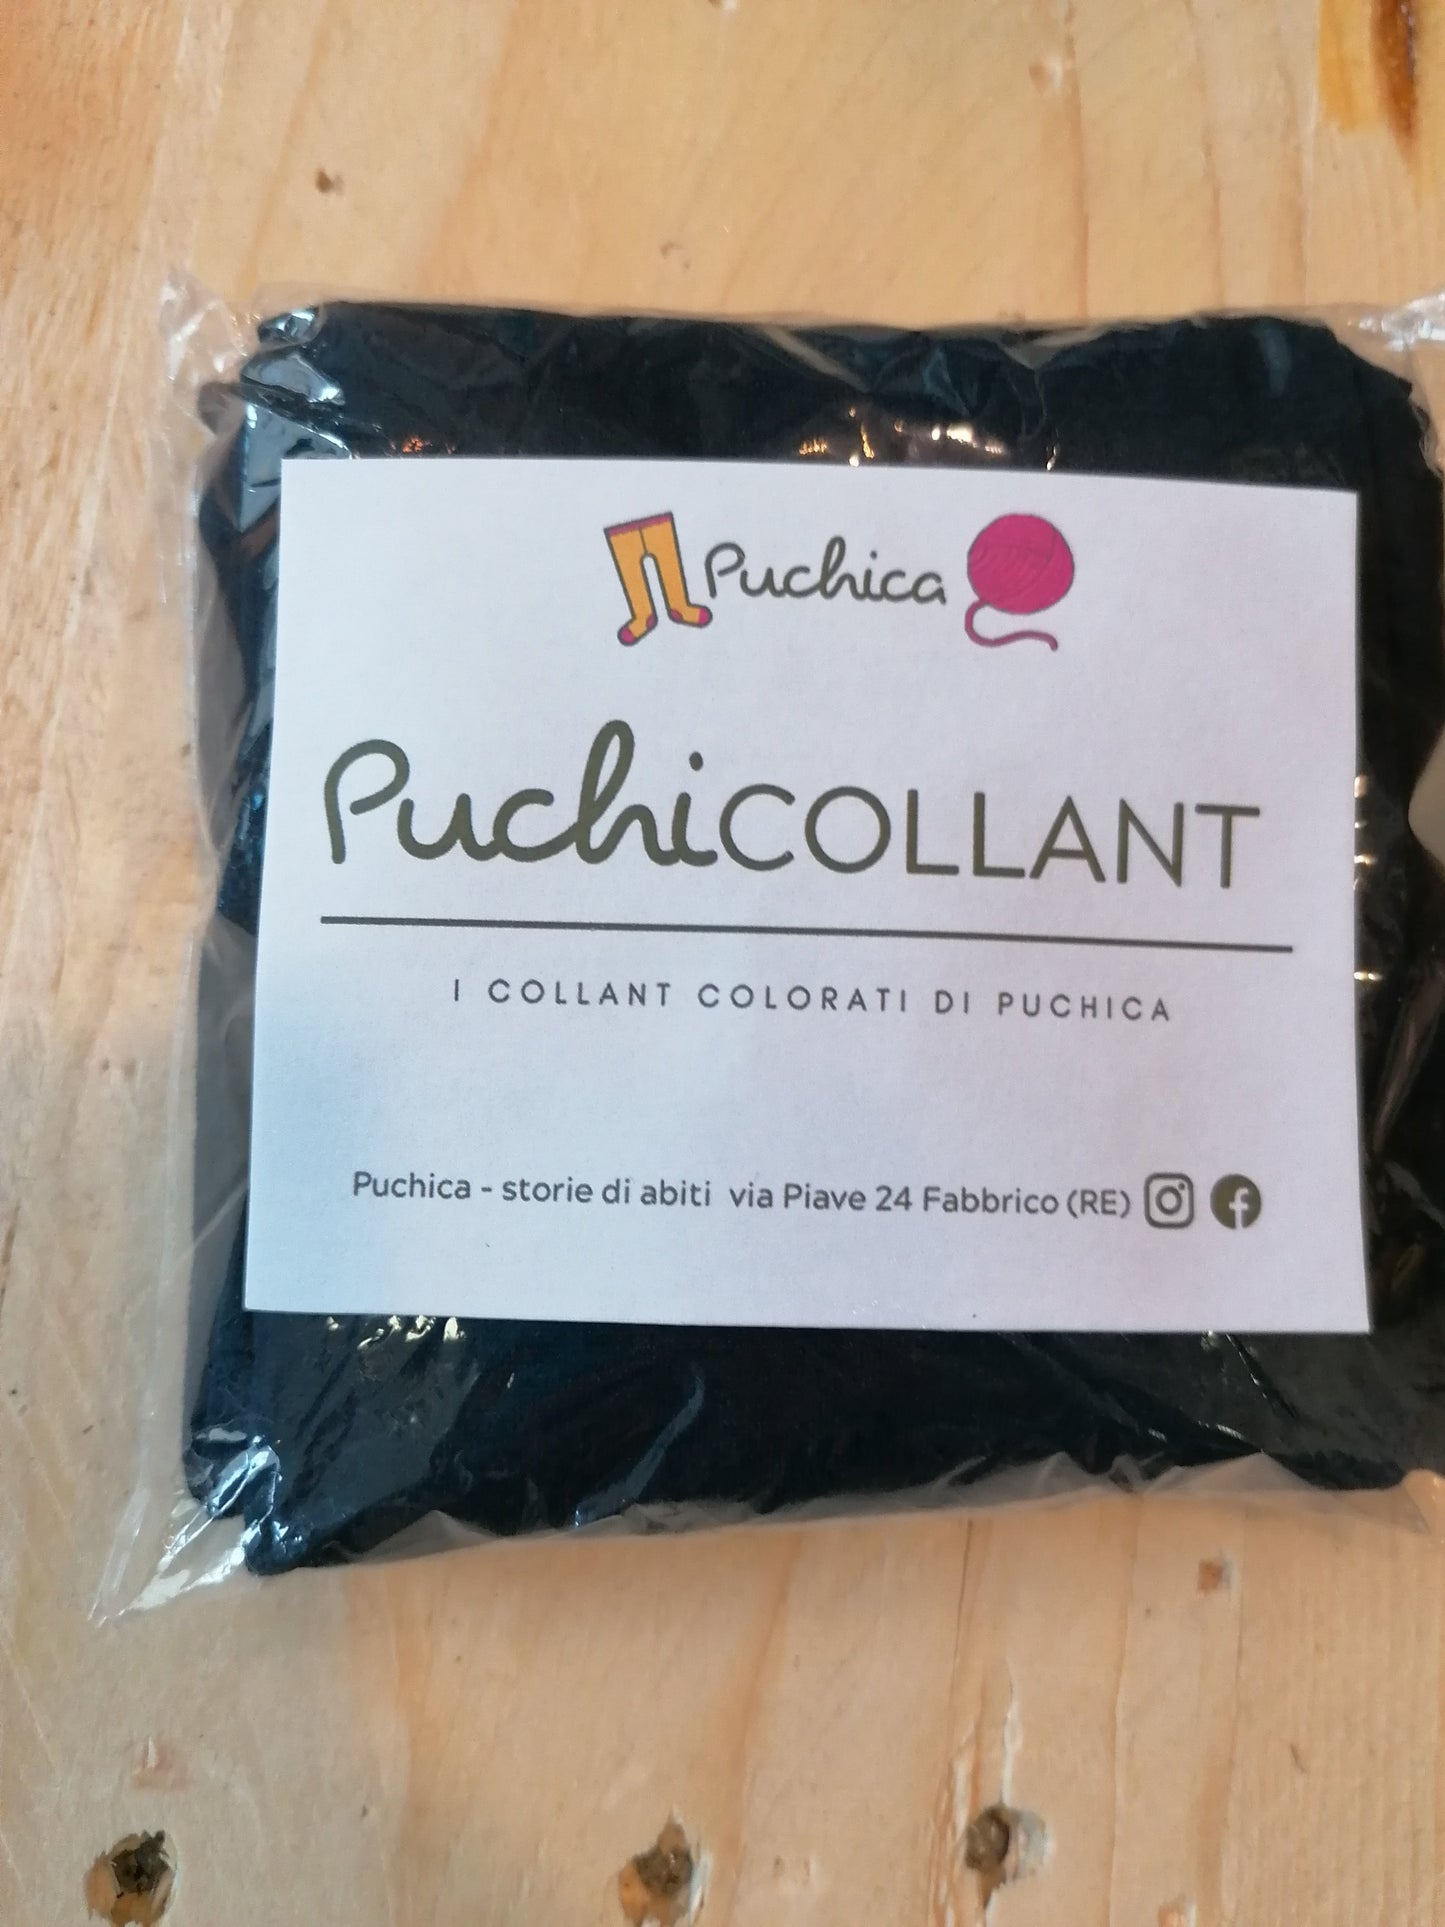 Puchica
PuchiCOLLANT
I COLLANT COLORATI DI PUCHICA
Puchica - storie di abiti via Piave 24 Fabbrico (RE)